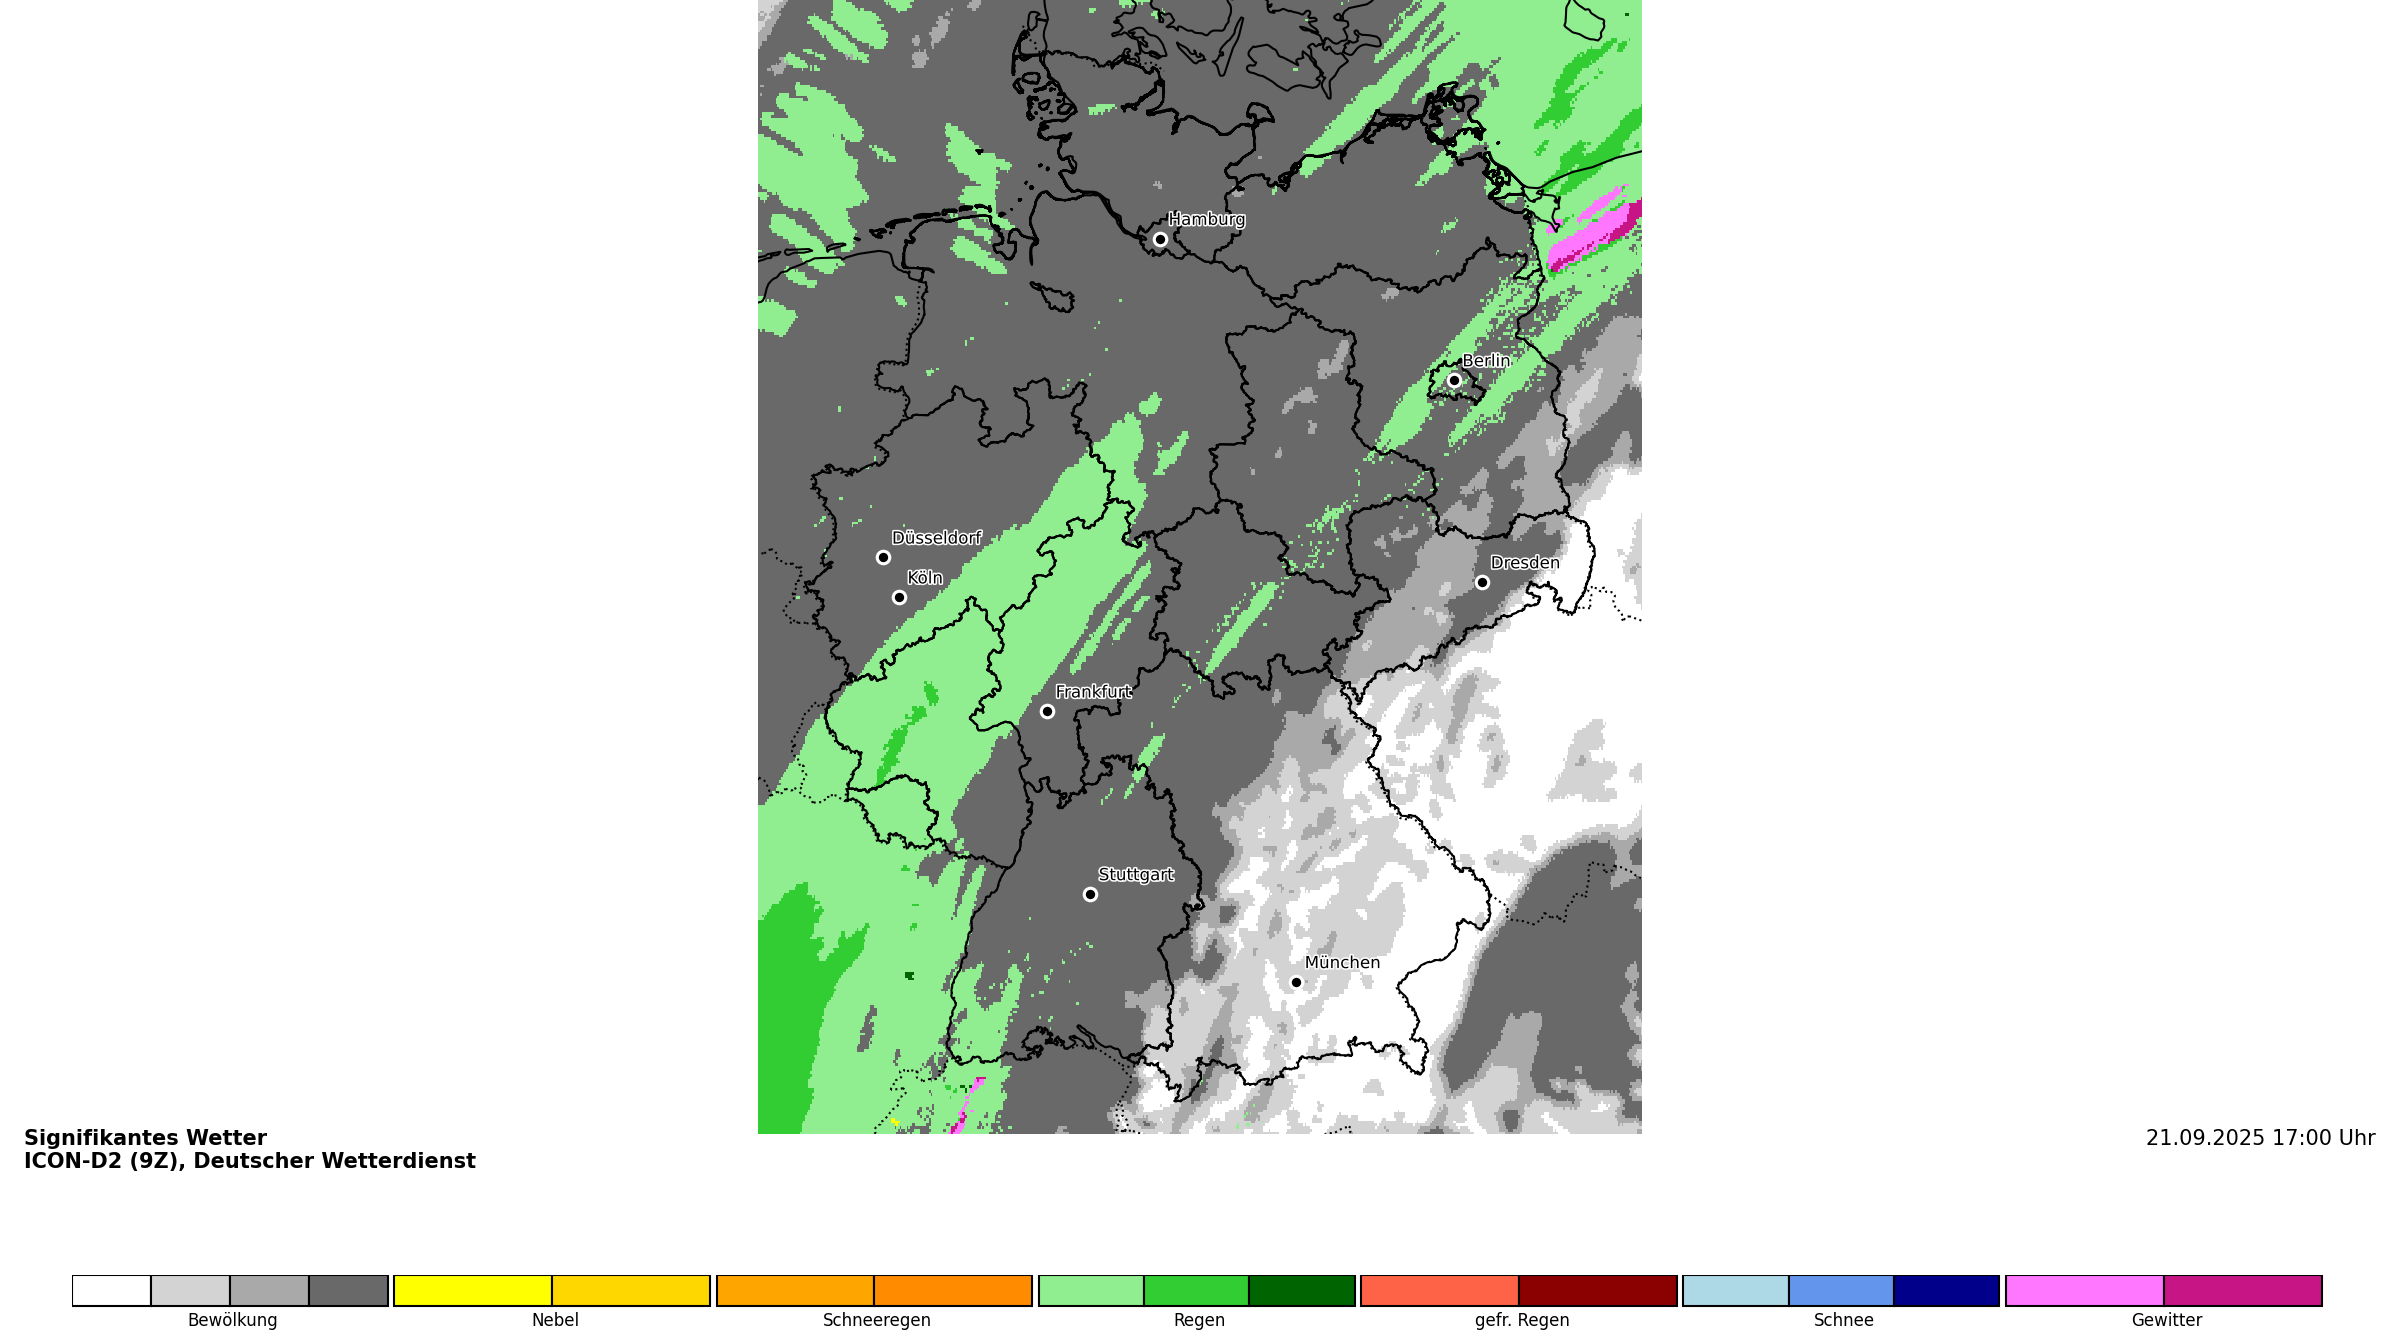 Hamburg
Berlin
Düsseldorf
Köln
Dresden
Frankfurt
Stuttgart
München
Signifikantes Wetter
ICON-D2 (9Z), Deutscher Wetterdienst
21.09.2025 17:00 Uhr
Bewölkung Nebel Schneeregen Regen gefr. Regen Schnee Gewitter